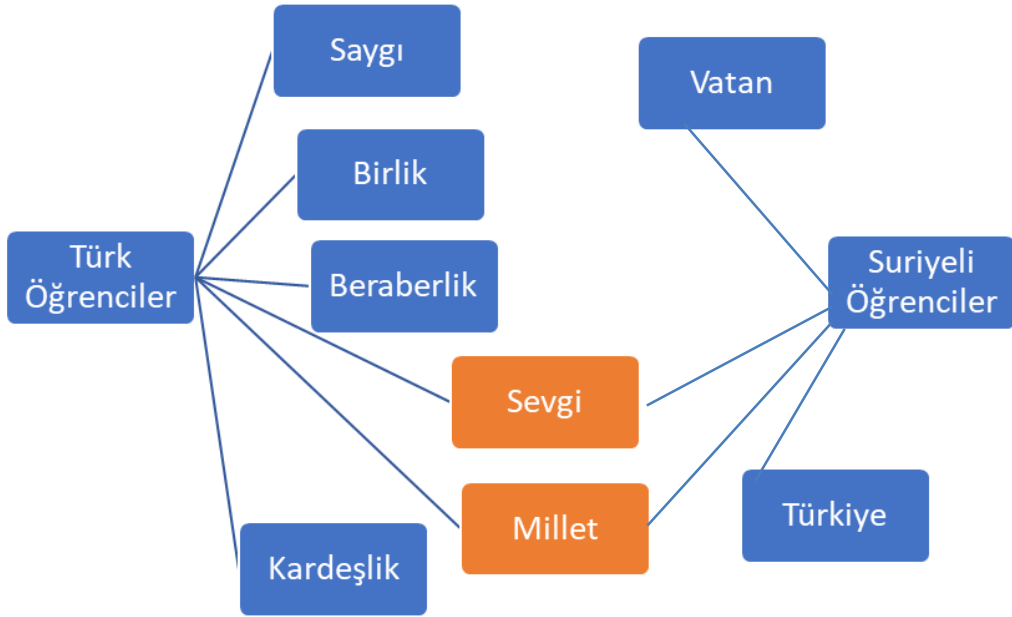 Saygı
Vatan
Birlik
Türk
Öğrenciler
Beraberlik
Suriyeli
Öğrenciler
Sevgi
Millet
Türkiye
Kardeşlik